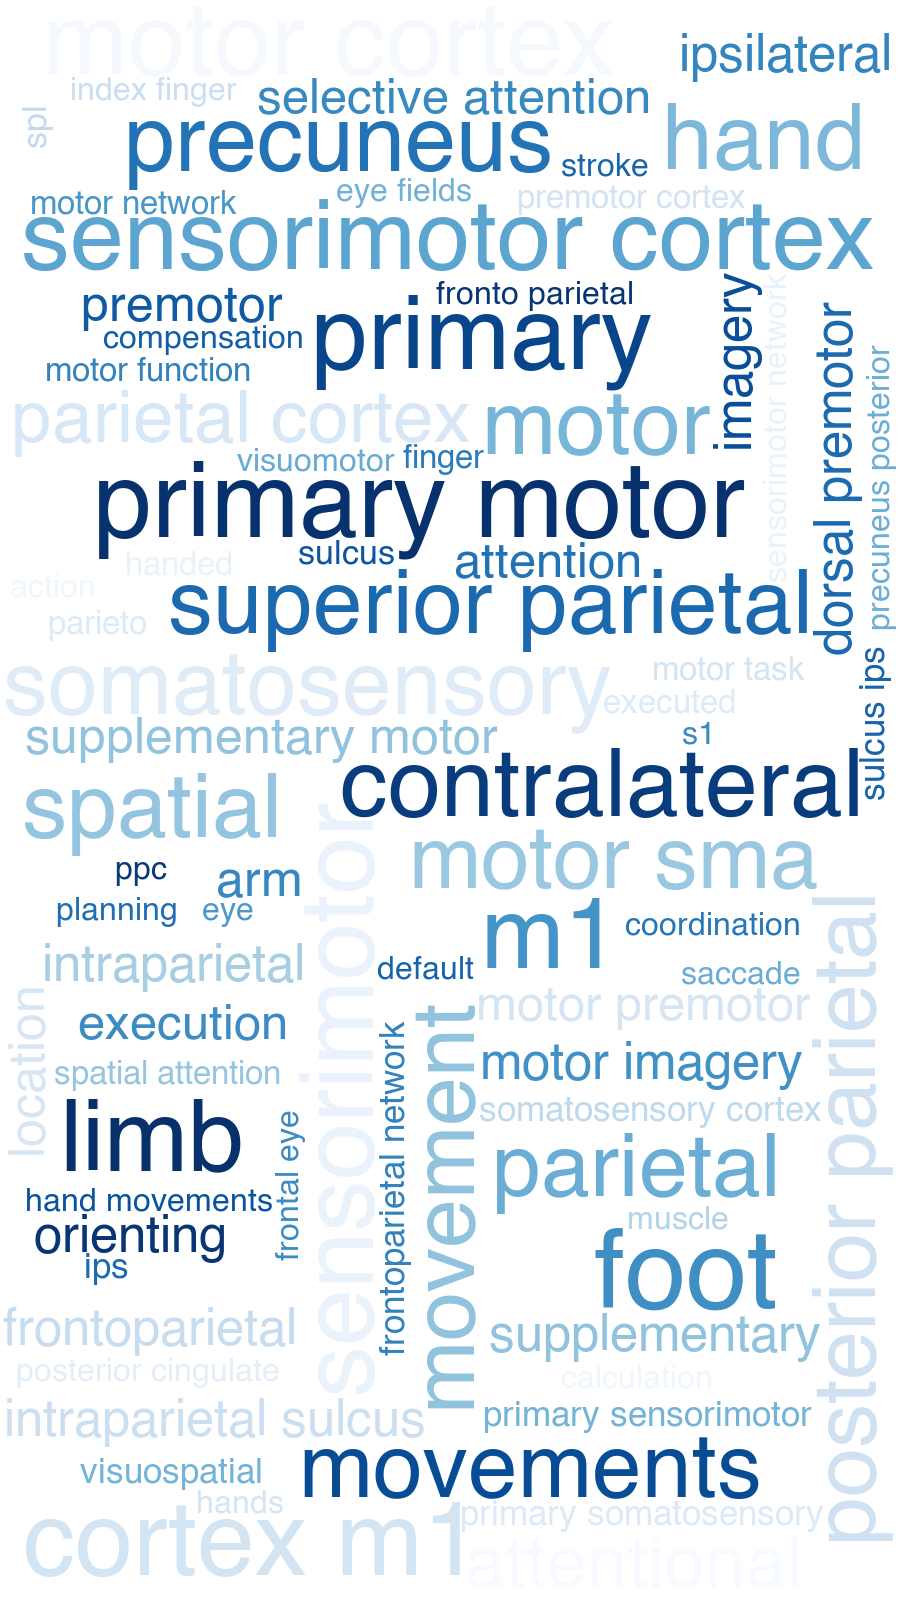 motor cortex
ipsilateral
index finger
selective attention
spl
precuneus
hand
stroke
motor network
eye fields
premotor cortex
sensorimotor cortex
premotor
fronto parietal
imagery
sensorimotor network
compensation
primary
dorsal premotor
motor function
precuneus posterior
parietal cortex
motor
visuomotor
finger
primary motor
sulcus
attention
handed
action
superior parietal
parieto
somatosensory
motor task
executed
sulcus ips
supplementary motor
s1
contralateral
spatial
sensorimotor
motor sma
ppc
arm
planning
eye
m1
coordination
posterior parietal
intraparietal
default
saccade
location
motor premotor
execution
movement
frontoparietal network
motor imagery
spatial attention
somatosensory cortex
limb
frontal eye
parietal
hand movements
muscle
orienting
foot
ips
frontoparietal
supplementary
posterior cingulate
calculation
intraparietal sulcus
primary sensorimotor
visuospatial
movements
hands
cortex m1
primary somatosensory
attentional